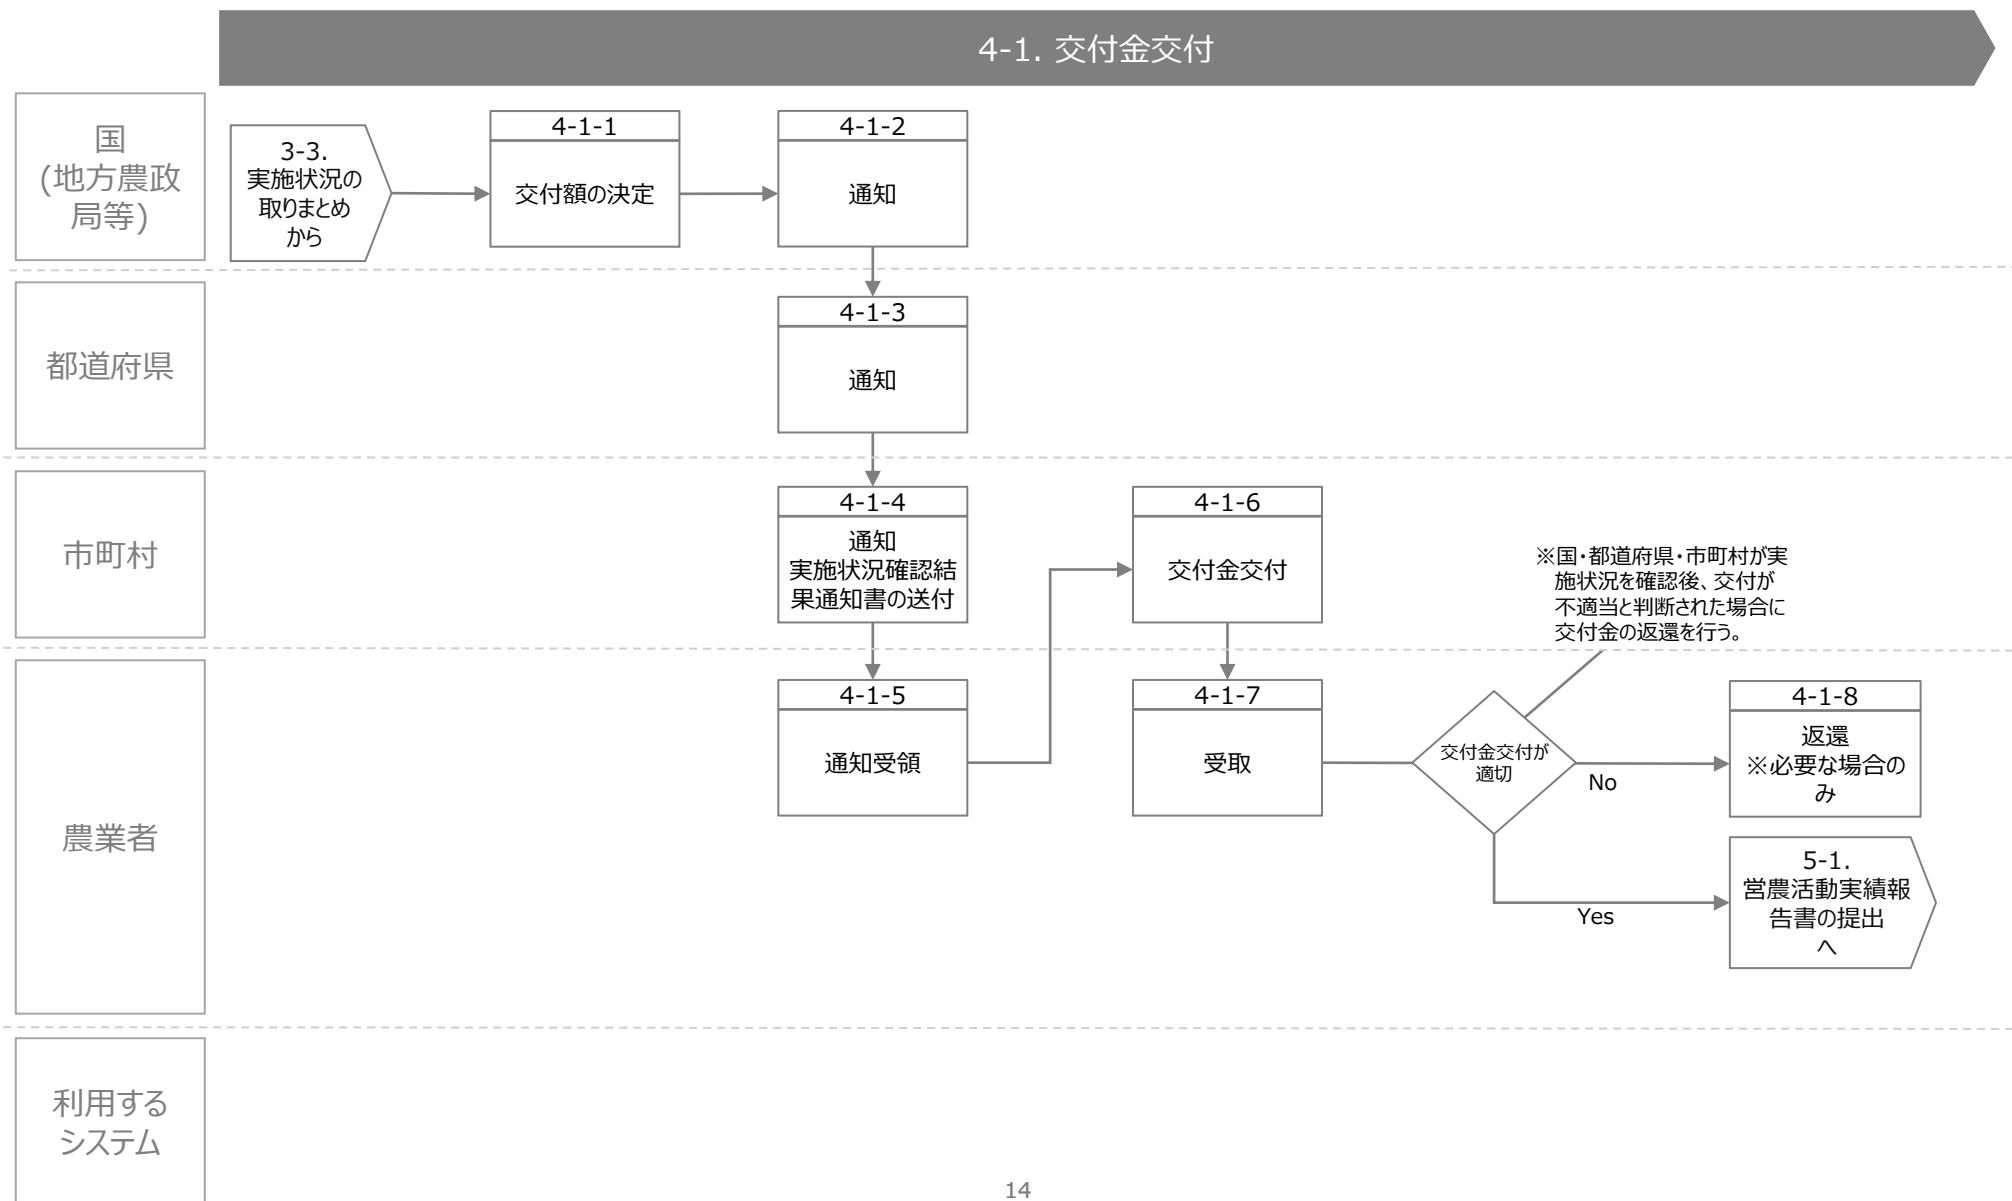 4-1. 交付金交付
国
(地方農政
局等)
3-3.
実施状況の
取りまとめ
から
4-1-1
交付額の決定
4-1-2
通知
都道府県
4-1-3
通知
市町村
4-1-4
通知
実施状況確認結
果通知書の送付
4-1-6
交付金交付
※国・都道府県・市町村が実
施状況を確認後、交付が
不適当と判断された場合に
交付金の返還を行う。
農業者
4-1-5
通知受領
4-1-7
受取
交付金交付が
適切
No
Yes
4-1-8
返還
※必要な場合の
み
5-1.
営農活動実績報
告書の提出
へ
利用する
システム
14